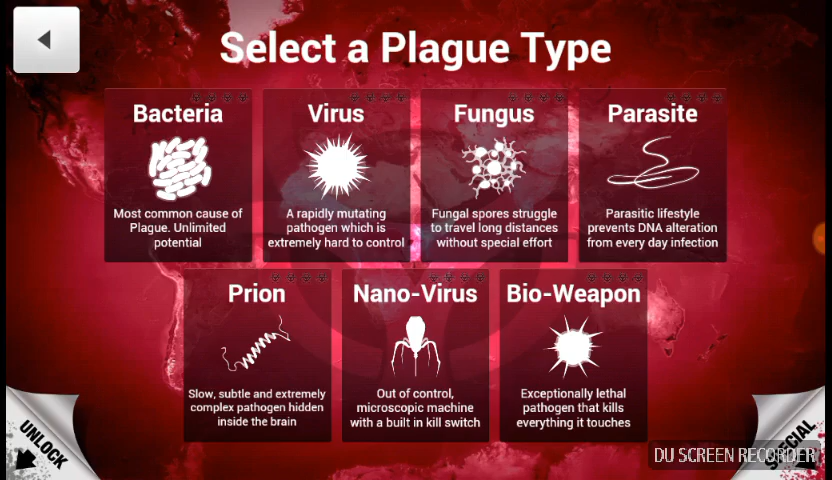 Select a Plague Type
Bacteria
Most common cause of
Plague. Unlimited
potential
Virus
A rapidly mutating
pathogen which is
extremely hard to control
Fungus
Fungal spores struggle
to travel long distances
without special effort
Parasite
Parasitic lifestyle
prevents DNA alteration
from every day infection
Prion
Slow, subtle and extremely
complex pathogen hidden
inside the brain
Nano-Virus
Out of control,
microscopic machine
with a built in kill switch
Bio-Weapon
Exceptionally lethal
pathogen that kills
everything it touches
UNLOCK
SPECIAL
DU SCREEN RECORDER